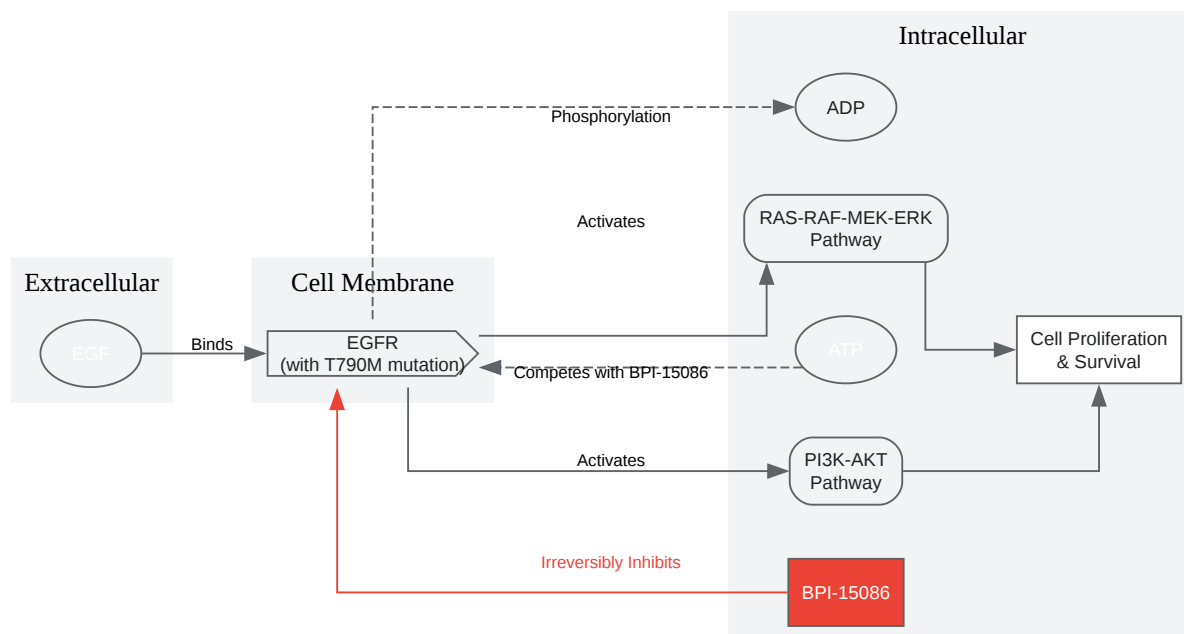 Intracellular
ADP
Phosphorylation
Activates
RAS-RAF-MEK-ERK
Pathway
Extracellular
Cell Membrane
EGF
Binds
EGFR
(with T790M mutation)
ATP
Competes with BPI-15086
Cell Proliferation
& Survival
Activates
PI3K-AKT
Pathway
Irreversibly Inhibits
BPI-15086